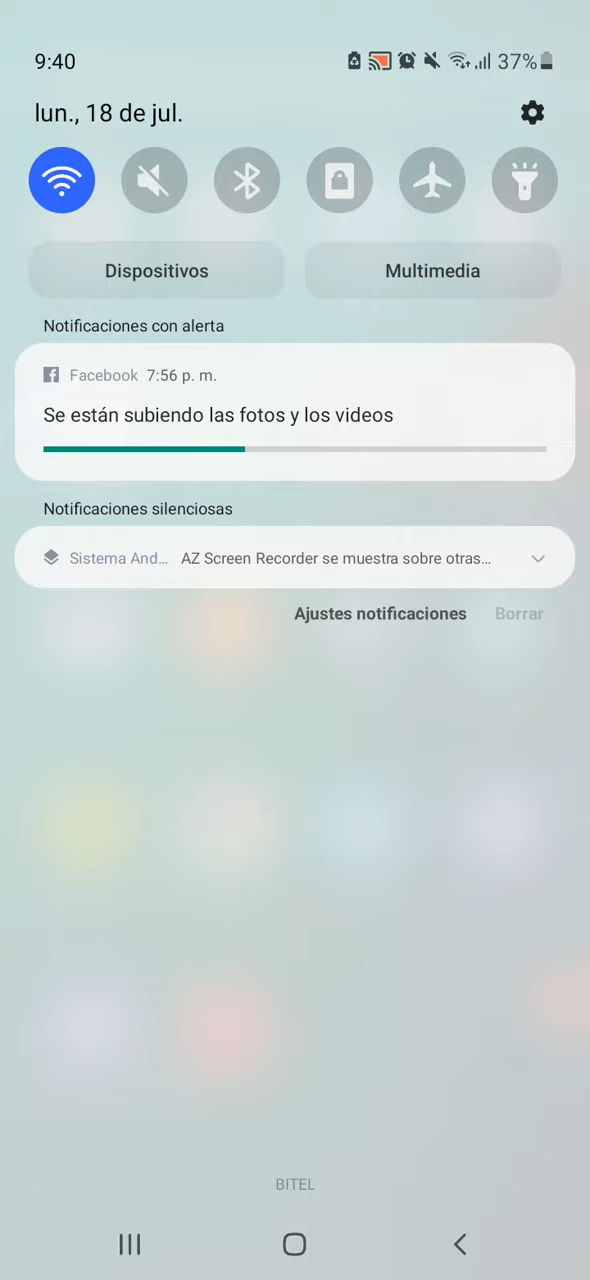 9:40
37%
lun., 18 de jul.
Dispositivos
Multimedia
Notificaciones con alerta
Facebook 7:56 p. m.
Se están subiendo las fotos y los videos
Notificaciones silenciosas
Sistema And... AZ Screen Recorder se muestra sobre otras...
Ajustes notificaciones
Borrar
BITEL